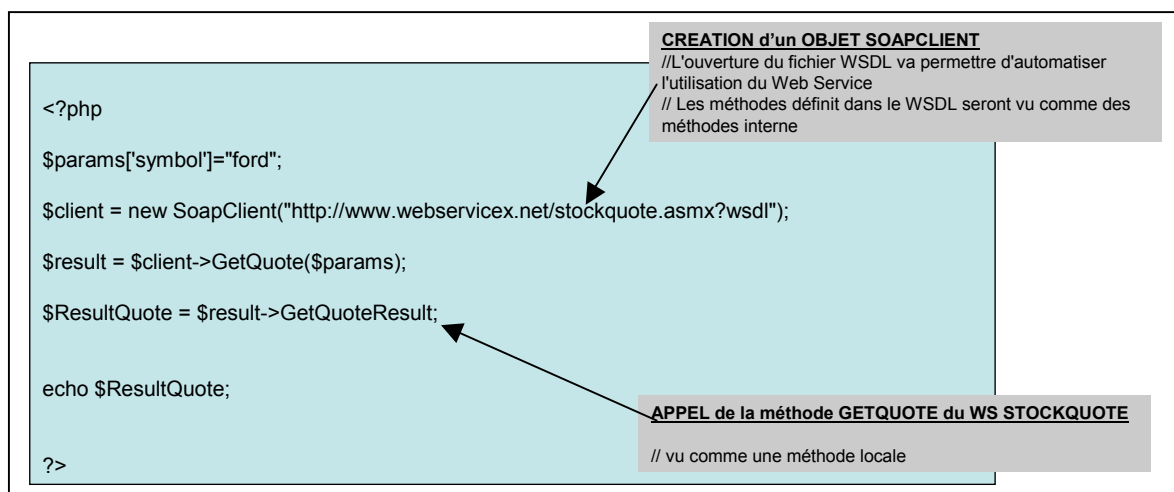 CREATION d'un OBJET SOAPCLIENT
//L'ouverture du fichier WSDL va permettre d'automatiser
l'utilisation du Web Service
// Les méthodes définit dans le WSDL seront vu comme des
méthodes interne
<?php
$params['symbol']="ford";
$client = new SoapClient("http://www.webservicex.net/stockquote.asmx?wsdl");
$result = $client->GetQuote($params);
$ResultQuote = $result->GetQuoteResult;
echo $ResultQuote;
?>
APPEL de la méthode GETQUOTE du WS STOCKQUOTE
// vu comme une méthode locale